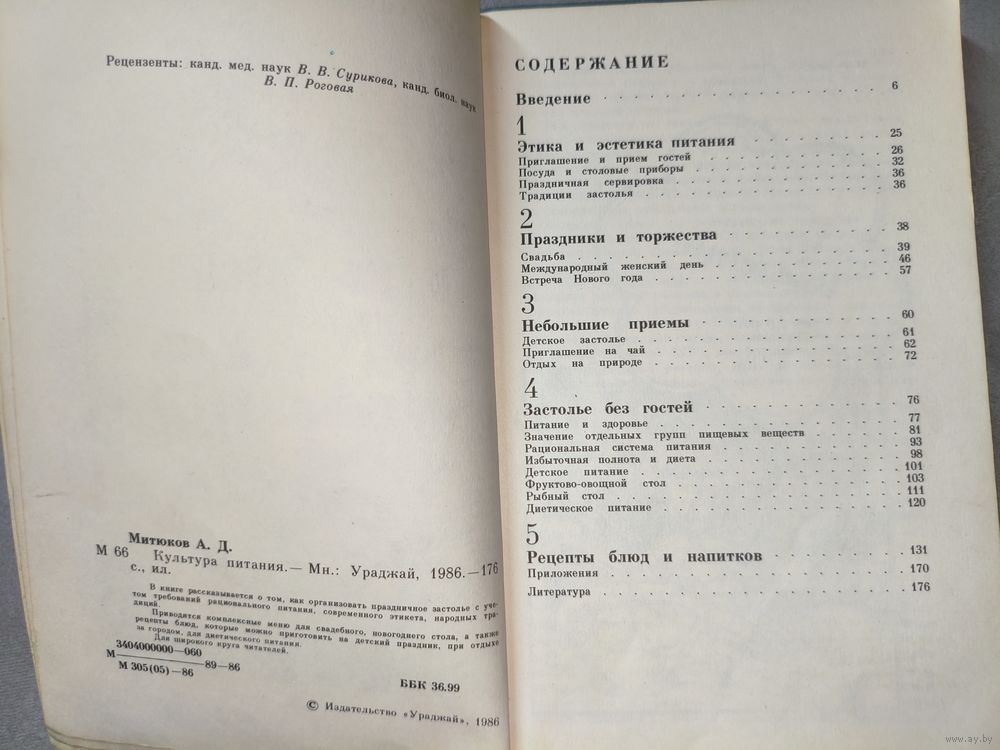 Рецензенты: канд. мед. наук В. В. Сурикова, канд. биол. наук
В. П. Роговая
Митюков А. Д.
М 66 Культура питания.— Мн.: Ураджай, 1986.—176
с., ил.
В книге рассказывается о том, как организовать праздничное застолье с уче-
том требований рационального питания, современного этикета, народных тра-
диций.
Приводятся комплексные меню для свадебного, новогоднего стола, а также
рецепты блюд, которые можно приготовить на детский праздник, при отдыхе
за городом, для диетического питания.
Для широкого круга читателей.
3404000000—060
М———89—86
М 305(05)—86
ББК 36.99
© Издательство «Ураджай», 1986
СОДЕРЖАНИЕ
Введение 6
1
Этика и эстетика питания 25
Приглашение и прием гостей 26
Посуда и столовые приборы 32
Праздничная сервировка 36
Традиции застолья 36
2
Праздники и торжества 38
Свадьба 39
Международный женский день 46
Встреча Нового года 57
3
Небольшие приемы 60
Детское застолье 61
Приглашение на чай 62
Отдых на природе 72
4
Застолье без гостей 76
Питание и здоровье 77
Значение отдельных групп пищевых веществ 81
Рациональная система питания 93
Избыточная полнота и диета 98
Детское питание 101
Фруктово-овощной стол 103
Рыбный стол 111
Диетическое питание 120
5
Рецепты блюд и напитков 131
Приложения 170
Литература 176
www.ay.by